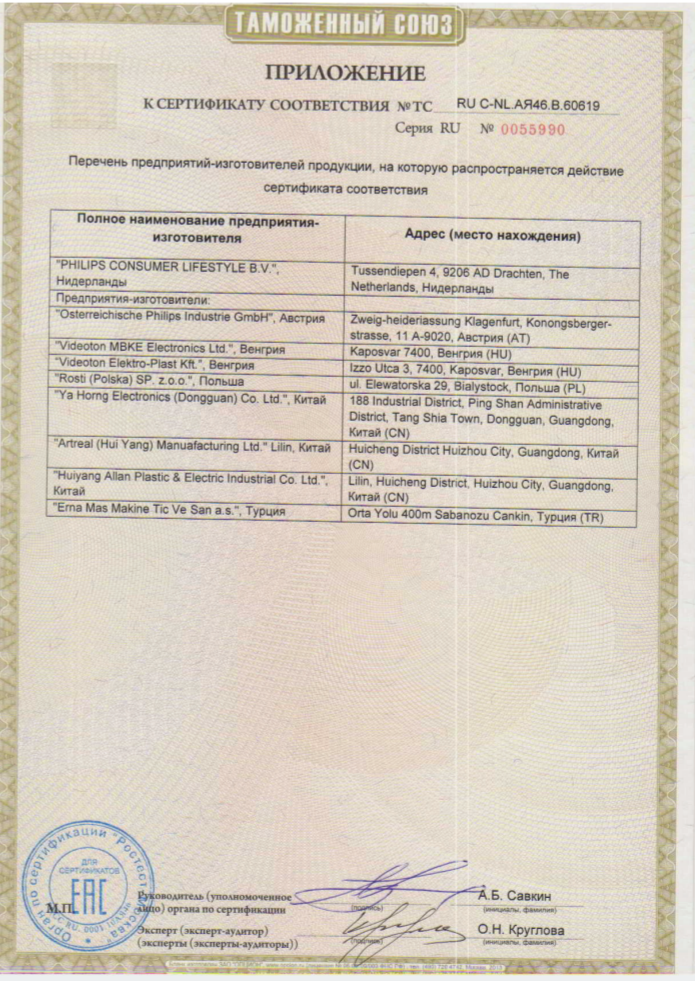 ТАМОЖЕННЫЙ СОЮЗ
ПРИЛОЖЕНИЕ
К СЕРТИФИКАТУ СООТВЕТСТВИЯ №ТС RU C-NL.АЯ46.В.60619
Серия RU № 0055990
Перечень предприятий-изготовителей продукции, на которую распространяется действие
сертификата соответствия
Полное наименование предприятия-
изготовителя
Адрес (место нахождения)
"PHILIPS CONSUMER LIFESTYLE B.V.",
Нидерланды
Tussendiepen 4, 9206 AD Drachten, The
Netherlands, Нидерланды
Предприятия-изготовители:
"Osterreichische Philips Industrie GmbH", Австрия
Zweig-heiderlassung Klagenfurt, Konongsberger-
strasse, 11 A-9020, Австрия (AT)
"Videoton MBKE Electronics Ltd.", Венгрия
Kaposvar 7400, Венгрия (HU)
"Videoton Elektro-Plast Kft.", Венгрия
Izzo Utca 3, 7400, Kaposvar, Венгрия (HU)
"Rosti (Polska) SP. z.o.o.", Польша
ul. Elewatorska 29, Bialystock, Польша (PL)
"Ya Horng Electronics (Dongguan) Co. Ltd.", Китай
188 Industrial District, Ping Shan Administrative
District, Tang Shia Town, Dongguan, Guangdong,
Китай (CN)
"Artreal (Hui Yang) Manuafacturing Ltd." Lilin, Китай
Huicheng District Huizhou City, Guangdong, Китай
(CN)
"Huiyang Allan Plastic & Electric Industrial Co. Ltd.",
Китай
Lilin, Huicheng District, Huizhou City, Guangdong,
Китай (CN)
"Erna Mas Makine Tic Ve San a.s.", Турция
Orta Yolu 400m Sabanozu Cankin, Турция (TR)
Орган по сертификации "Ростест-Москва"
ДЛЯ
СЕРТИФИКАТОВ
ЕАС
М.П.
Руководитель (уполномоченное
лицо) органа по сертификации
(подпись)
А.Б. Савкин
(инициалы, фамилия)
Эксперт (эксперт-аудитор)
(эксперты (эксперты-аудиторы))
(подпись)
О.Н. Круглова
(инициалы, фамилия)